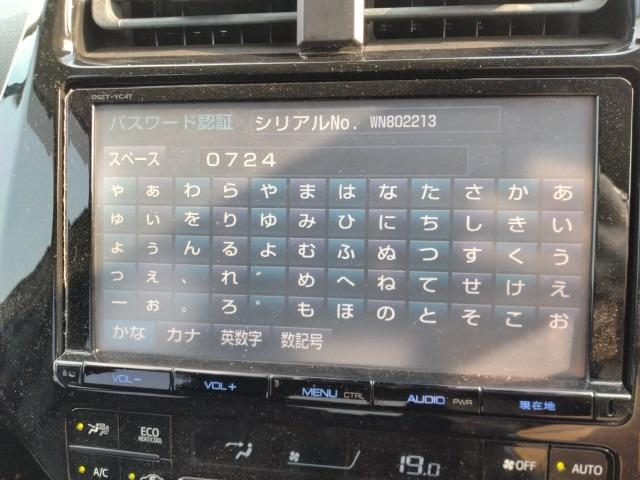 DSZT-YC4T
パスワード認証 シリアルNo. WN802213
スペース 0724
ゃ ぁ わ ら や ま は な た さ か あ
ゅ ぃ を り ゆ み ひ に ち し き い
ょ ぅ ん る よ む ふ ぬ つ す く う
っ ぇ 、 れ ゛ め へ ね て せ け え
ー ぉ 。 ろ ゜ も ほ の と そ こ お
かな カナ 英数字 数記号
VOL− VOL+ MENU CTRL AUDIO PWR 現在地
ECO
HEAT/COOL
A/C 19.0 OFF AUTO